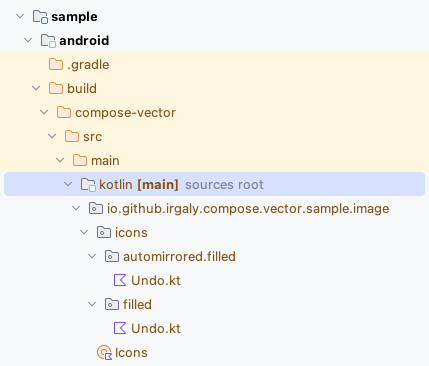 sample
android
.gradle
build
compose-vector
src
main
kotlin [main] sources root
io.github.irgaly.compose.vector.sample.image
icons
automirrored.filled
Undo.kt
filled
Undo.kt
Icons